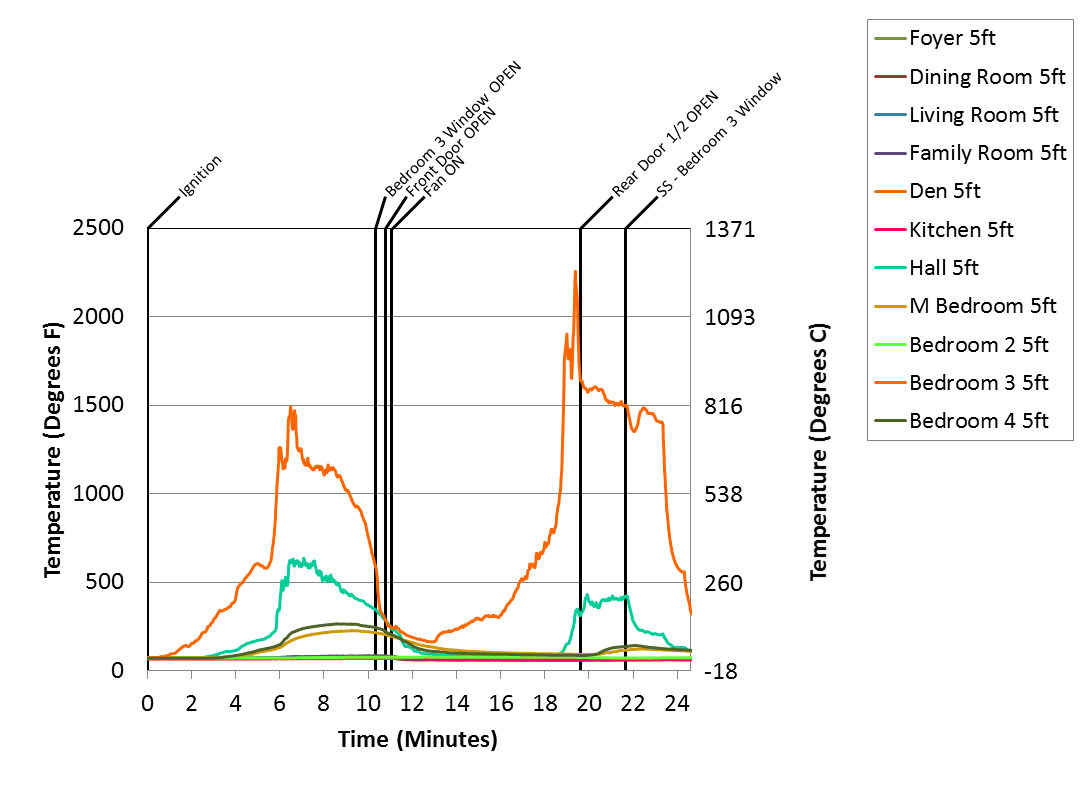 Ignition
Bedroom 3 Window OPEN
Front Door OPEN
Fan ON
Rear Door 1/2 OPEN
SS - Bedroom 3 Window
Foyer 5ft
Dining Room 5ft
Living Room 5ft
Family Room 5ft
Den 5ft
Kitchen 5ft
Hall 5ft
M Bedroom 5ft
Bedroom 2 5ft
Bedroom 3 5ft
Bedroom 4 5ft
Temperature (Degrees F)
2500
2000
1500
1000
500
0
1371
1093
816
538
260
-18
Temperature (Degrees C)
0 2 4 6 8 10 12 14 16 18 20 22 24
Time (Minutes)